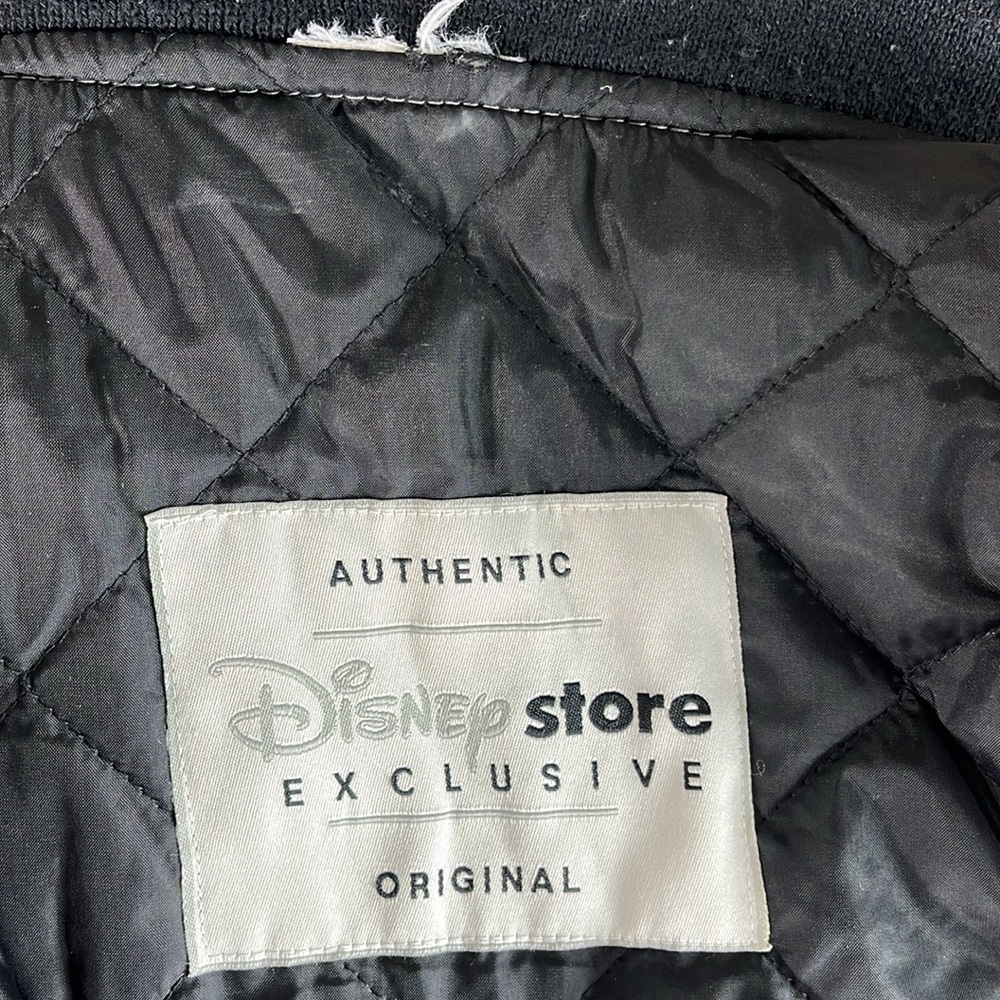 AUTHENTIC
Disney store
EXCLUSIVE
ORIGINAL